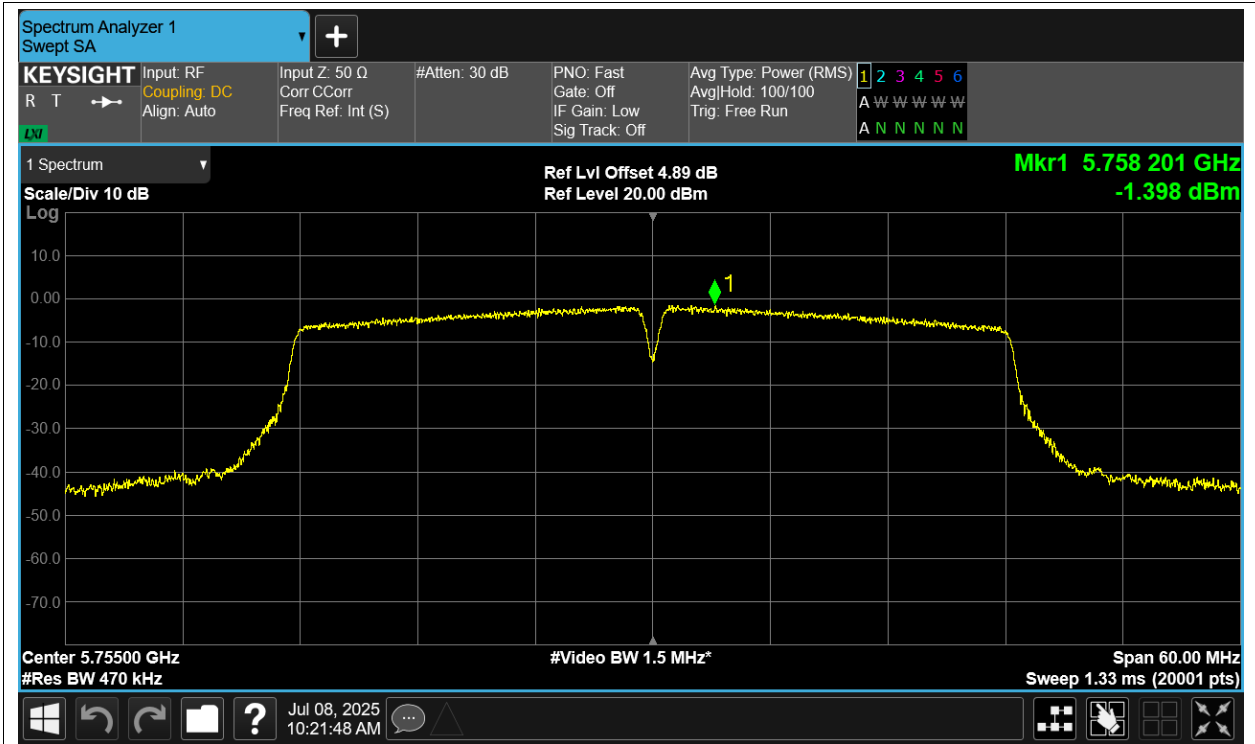 Spectrum Analyzer 1
Swept SA
+
KEYSIGHT
R T
LXI
Input: RF
Coupling: DC
Align: Auto
Input Z: 50 Ω
Corr CCorr
Freq Ref: Int (S)
#Atten: 30 dB
PNO: Fast
Gate: Off
IF Gain: Low
Sig Track: Off
Avg Type: Power (RMS)
Avg|Hold: 100/100
Trig: Free Run
1 2 3 4 5 6
A W W W W W
A N N N N N
1 Spectrum
Scale/Div 10 dB
Ref Lvl Offset 4.89 dB
Ref Level 20.00 dBm
Mkr1 5.758 201 GHz
-1.398 dBm
Log
10.0
0.00
-10.0
-20.0
-30.0
-40.0
-50.0
-60.0
-70.0
1
Center 5.75500 GHz
#Res BW 470 kHz
#Video BW 1.5 MHz*
Span 60.00 MHz
Sweep 1.33 ms (20001 pts)
?
Jul 08, 2025
10:21:48 AM